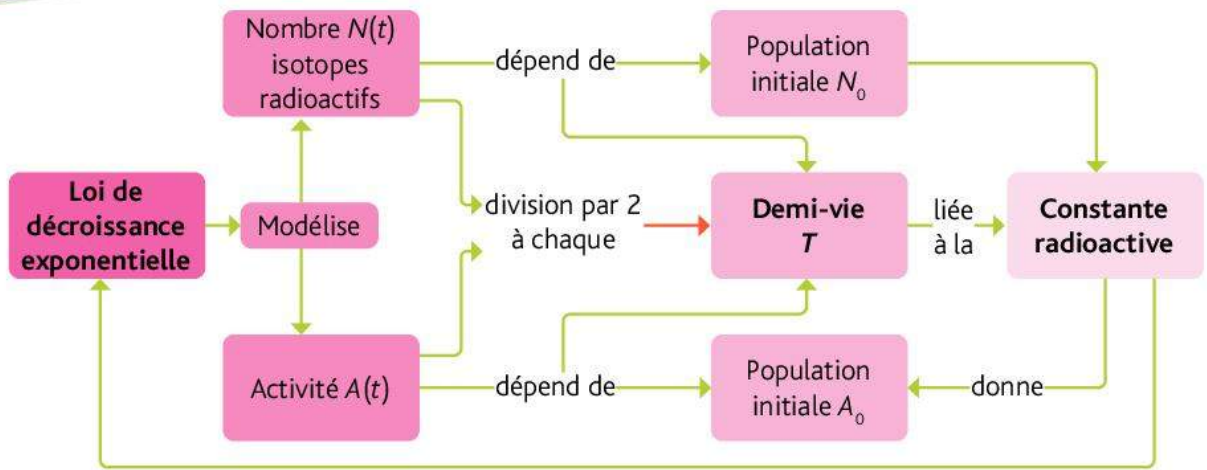 Nombre N(t)
isotopes
radioactifs
dépend de
Population
initiale N₀
Loi de
décroissance
exponentielle
Modélise
division par 2
à chaque
Demi-vie
T
liée
à la
Constante
radioactive
Activité A(t)
dépend de
Population
initiale A₀
donne